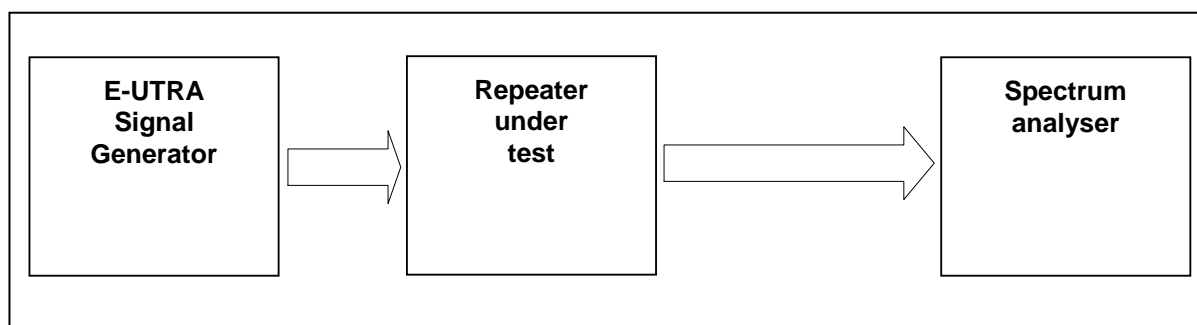 E-UTRA
Signal
Generator
Repeater
under
test
Spectrum
analyser